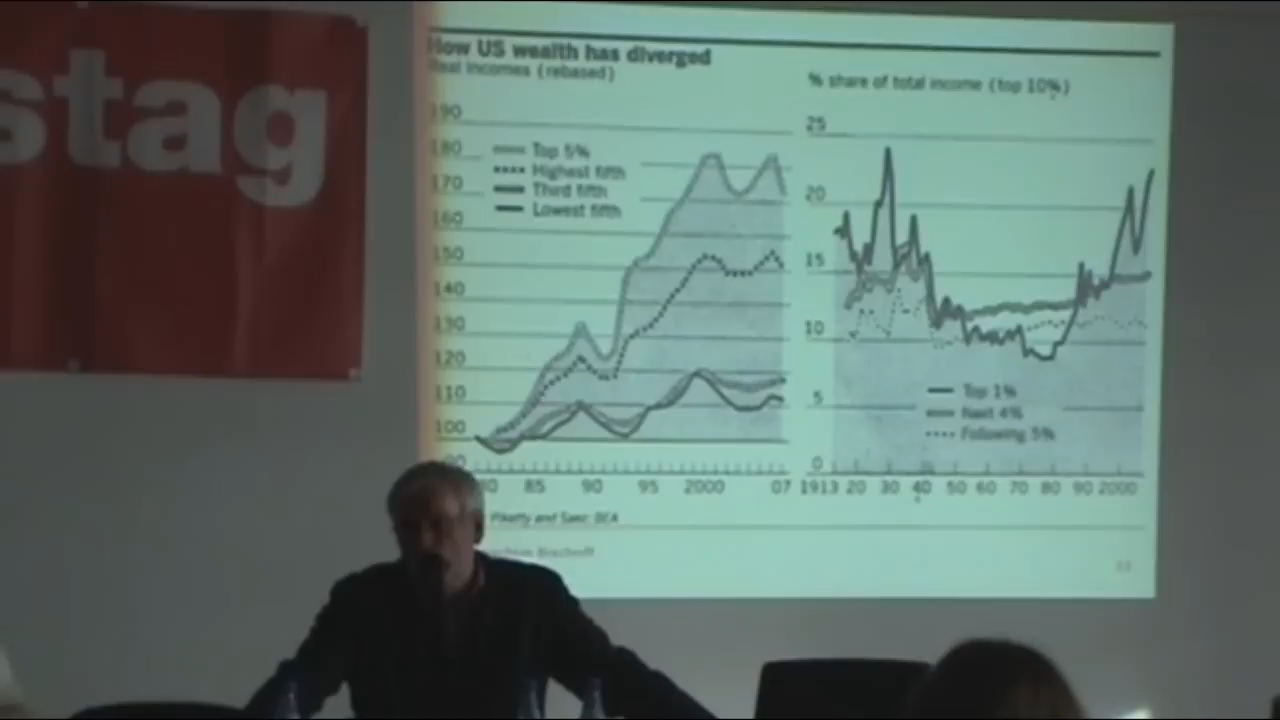 stag
How US wealth has diverged
Real incomes (rebased)
190
180
170
160
150
140
130
120
110
100
90
Top 5%
Highest fifth
Third fifth
Lowest fifth
80 85 90 95 2000 07
Piketty and Saez; BEA
Bischoff
% share of total income (top 10%)
25
20
15
10
5
0
Top 1%
Next 4%
Following 5%
1913 20 30 40 50 60 70 80 90 2000